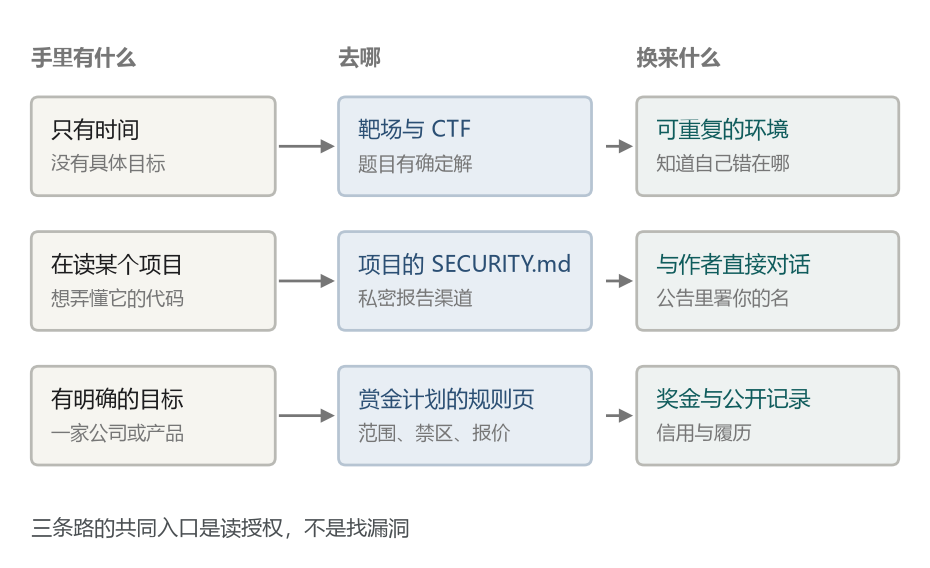 手里有什么
去哪
换来什么
只有时间
没有具体目标
靶场与 CTF
题目有确定解
可重复的环境
知道自己错在哪
在读某个项目
想弄懂它的代码
项目的 SECURITY.md
私密报告渠道
与作者直接对话
公告里署你的名
有明确的目标
一家公司或产品
赏金计划的规则页
范围、禁区、报价
奖金与公开记录
信用与履历
三条路的共同入口是读授权，不是找漏洞